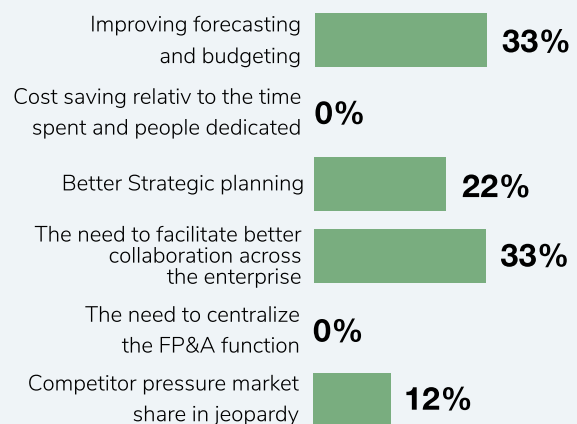 Improving forecasting
and budgeting
33%
Cost saving relativ to the time
spent and people dedicated
0%
Better Strategic planning
22%
The need to facilitate better
collaboration across
the enterprise
33%
The need to centralize
the FP&A function
0%
Competitor pressure market
share in jeopardy
12%